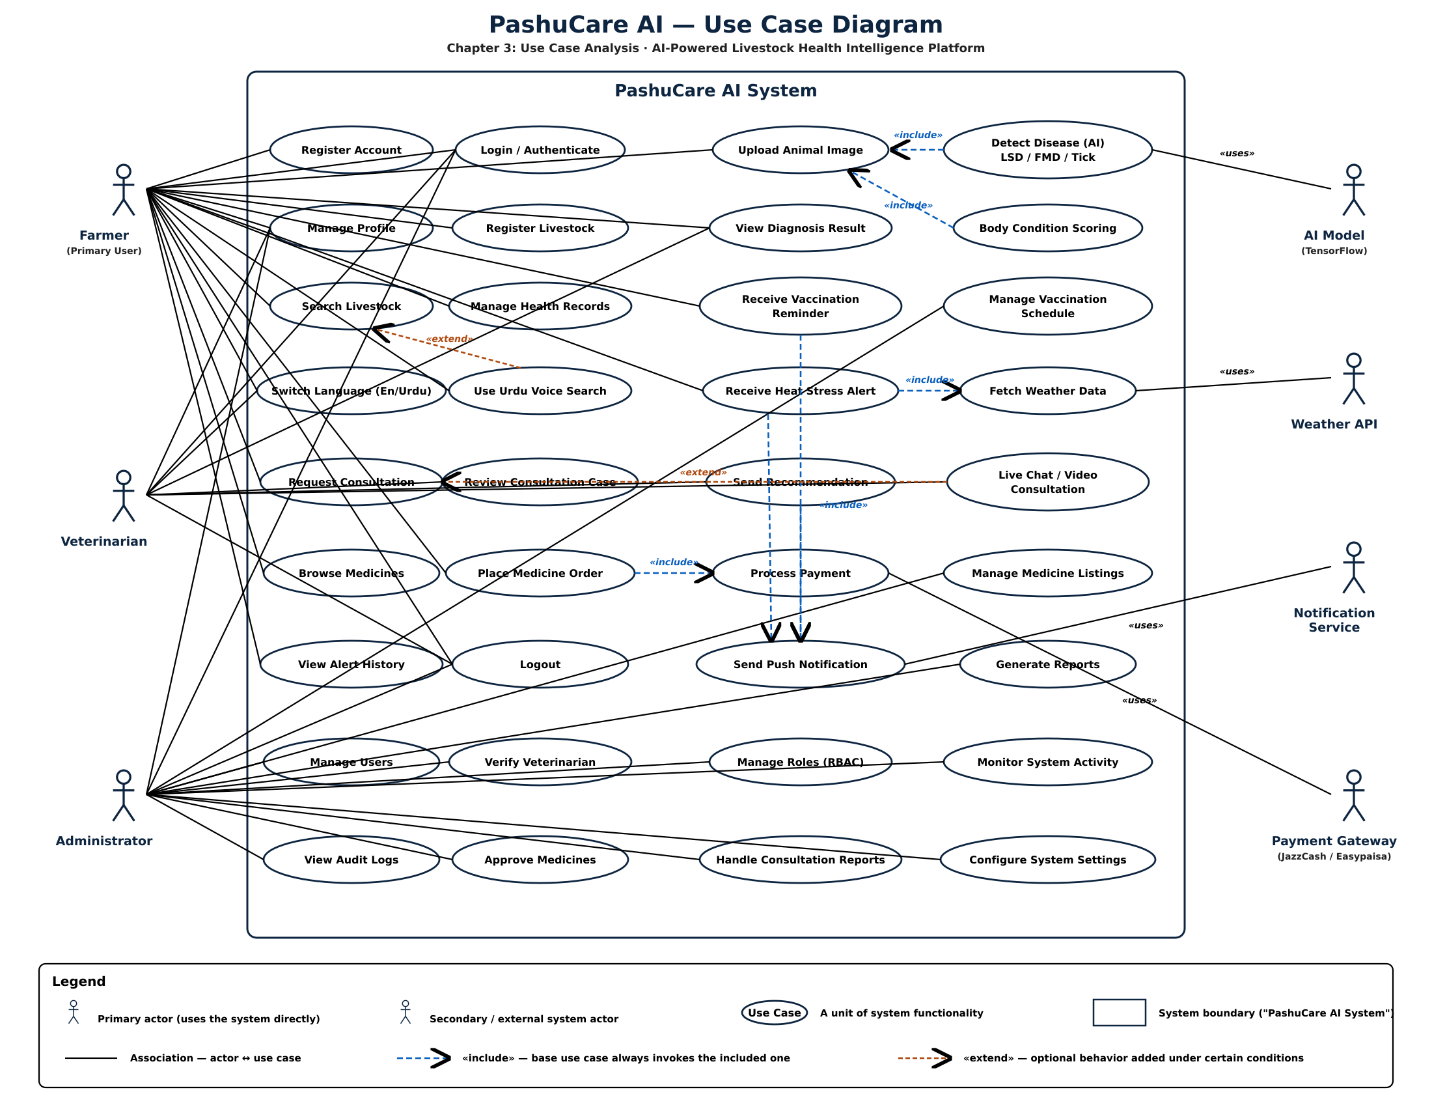 PashuCare AI — Use Case Diagram
Chapter 3: Use Case Analysis · AI-Powered Livestock Health Intelligence Platform
PashuCare AI System
Register Account
Login / Authenticate
Upload Animal Image
«include»
Detect Disease (AI)
LSD / FMD / Tick
«uses»
Farmer
(Primary User)
AI Model
(TensorFlow)
Manage Profile
Register Livestock
View Diagnosis Result
«include»
Body Condition Scoring
Search Livestock
Manage Health Records
Receive Vaccination
Reminder
Manage Vaccination
Schedule
«extend»
Switch Language (En/Urdu)
Use Urdu Voice Search
Receive Heat Stress Alert
«include»
Fetch Weather Data
«uses»
Weather API
Request Consultation
Review Consultation Case
«extend»
Send Recommendation
Live Chat / Video
Consultation
«include»
Veterinarian
Browse Medicines
Place Medicine Order
«include»
Process Payment
Manage Medicine Listings
Notification
Service
«uses»
View Alert History
Logout
Send Push Notification
Generate Reports
«uses»
Manage Users
Verify Veterinarian
Manage Roles (RBAC)
Monitor System Activity
Administrator
Payment Gateway
(JazzCash / Easypaisa)
View Audit Logs
Approve Medicines
Handle Consultation Reports
Configure System Settings
Legend
Primary actor (uses the system directly)
Secondary / external system actor
Use Case
A unit of system functionality
System boundary ("PashuCare AI System")
Association — actor ↔ use case
«include» — base use case always invokes the included one
«extend» — optional behavior added under certain conditions